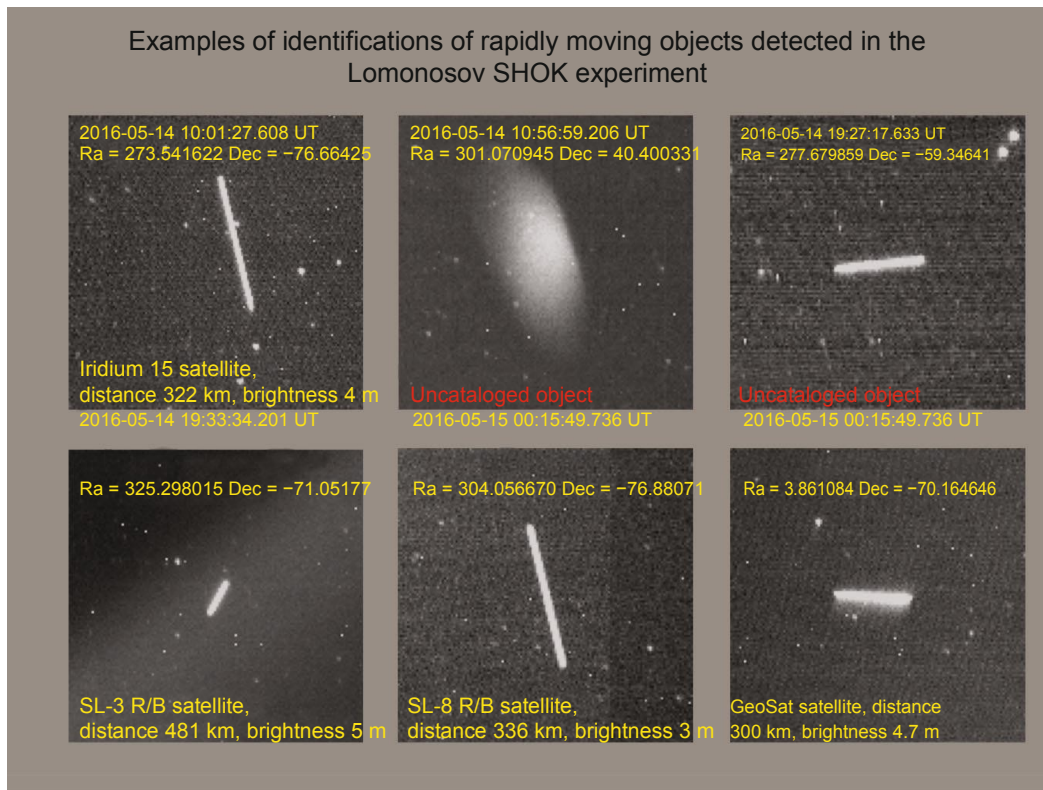 Examples of identifications of rapidly moving objects detected in the
Lomonosov SHOK experiment
2016-05-14 10:01:27.608 UT
Ra = 273.541622 Dec = −76.66425
Iridium 15 satellite,
distance 322 km, brightness 4 m
2016-05-14 10:56:59.206 UT
Ra = 301.070945 Dec = 40.400331
Uncataloged object
2016-05-14 19:27:17.633 UT
Ra = 277.679859 Dec = −59.34641
Uncataloged object
2016-05-14 19:33:34.201 UT
Ra = 325.298015 Dec = −71.05177
SL-3 R/B satellite,
distance 481 km, brightness 5 m
2016-05-15 00:15:49.736 UT
Ra = 304.056670 Dec = −76.88071
SL-8 R/B satellite,
distance 336 km, brightness 3 m
2016-05-15 00:15:49.736 UT
Ra = 3.861084 Dec = −70.164646
GeoSat satellite, distance
300 km, brightness 4.7 m